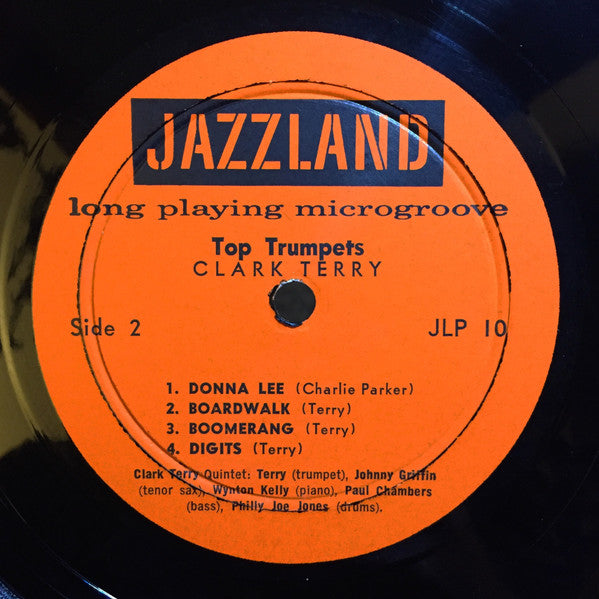 JAZZLAND
long playing microgroove
Top Trumpets
CLARK TERRY
Side 2 JLP 10
1. DONNA LEE (Charlie Parker)
2. BOARDWALK (Terry)
3. BOOMERANG (Terry)
4. DIGITS (Terry)
Clark Terry Quintet: Terry (trumpet), Johnny Griffin
(tenor sax), Wynton Kelly (piano), Paul Chambers
(bass), Philly Joe Jones (drums).